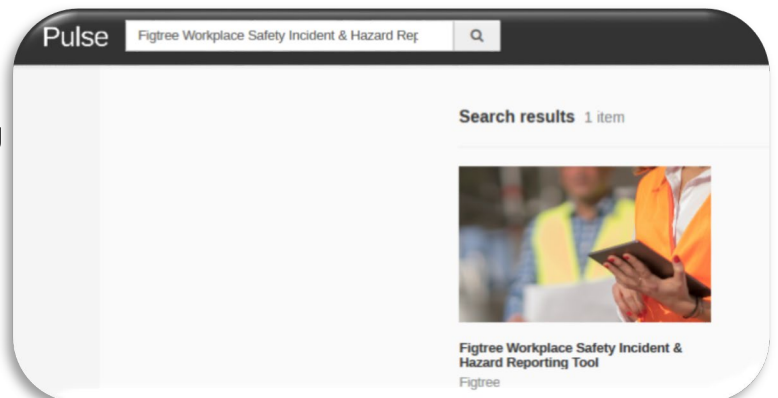 Pulse
Figtree Workplace Safety Incident & Hazard Rep
Search results 1 item
Figtree Workplace Safety Incident &
Hazard Reporting Tool
Figtree